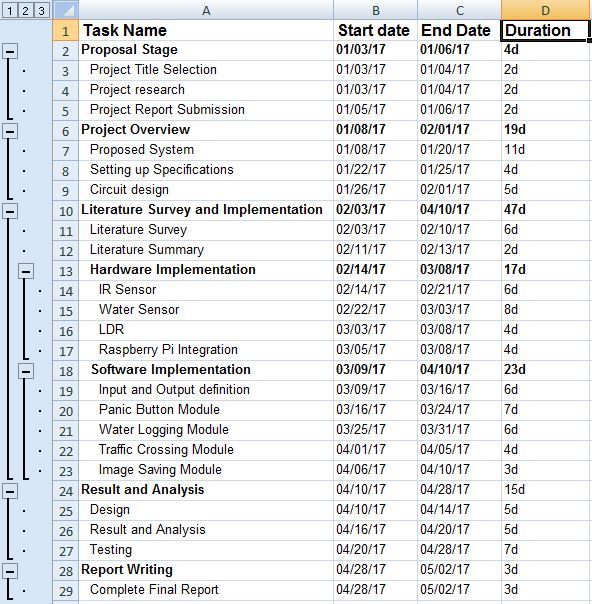 1 2 3 A B C D
1 Task Name Start date End Date Duration
2 Proposal Stage 01/03/17 01/06/17 4d
3 Project Title Selection 01/03/17 01/04/17 2d
4 Project research 01/03/17 01/04/17 2d
5 Project Report Submission 01/05/17 01/06/17 2d
6 Project Overview 01/08/17 02/01/17 19d
7 Proposed System 01/08/17 01/20/17 11d
8 Setting up Specifications 01/22/17 01/25/17 4d
9 Circuit design 01/26/17 02/01/17 5d
10 Literature Survey and Implementation 02/03/17 04/10/17 47d
11 Literature Survey 02/03/17 02/10/17 6d
12 Literature Summary 02/11/17 02/13/17 2d
13 Hardware Implementation 02/14/17 03/08/17 17d
14 IR Sensor 02/14/17 02/21/17 6d
15 Water Sensor 02/22/17 03/03/17 8d
16 LDR 03/03/17 03/08/17 4d
17 Raspberry Pi Integration 03/05/17 03/08/17 4d
18 Software Implementation 03/09/17 04/10/17 23d
19 Input and Output definition 03/09/17 03/16/17 6d
20 Panic Button Module 03/16/17 03/24/17 7d
21 Water Logging Module 03/25/17 03/31/17 6d
22 Traffic Crossing Module 04/01/17 04/05/17 4d
23 Image Saving Module 04/06/17 04/10/17 3d
24 Result and Analysis 04/10/17 04/28/17 15d
25 Design 04/10/17 04/14/17 5d
26 Result and Analysis 04/16/17 04/20/17 5d
27 Testing 04/20/17 04/28/17 7d
28 Report Writing 04/28/17 05/02/17 3d
29 Complete Final Report 04/28/17 05/02/17 3d